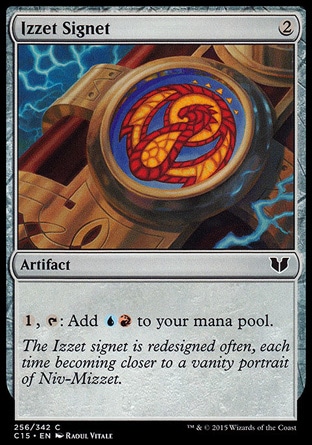 Izzet Signet 2
Artifact
1, : Add to your mana pool.
The Izzet signet is redesigned often, each
time becoming closer to a vanity portrait
of Niv-Mizzet.
256/342 C
C15 • EN Raoul Vitale ™ & © 2015 Wizards of the Coast